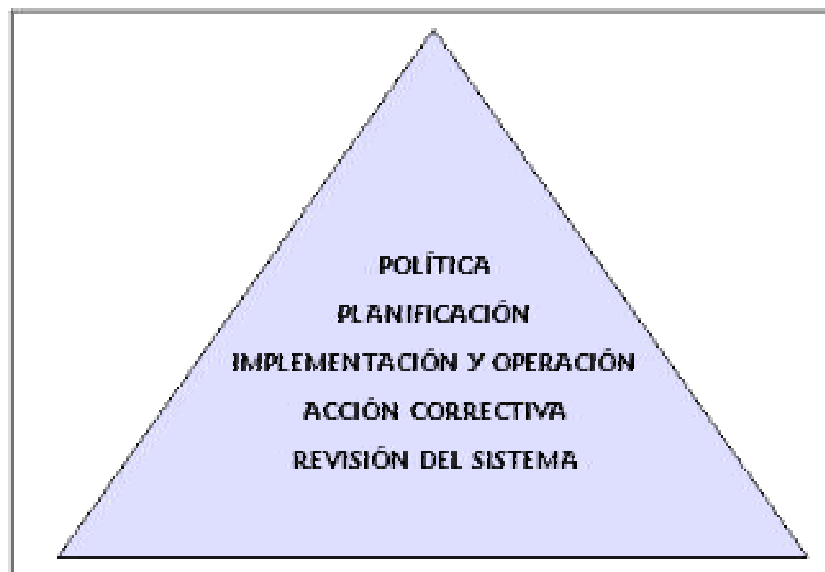 POLÍTICA
PLANIFICACIÓN
IMPLEMENTACIÓN Y OPERACIÓN
ACCIÓN CORRECTIVA
REVISIÓN DEL SISTEMA